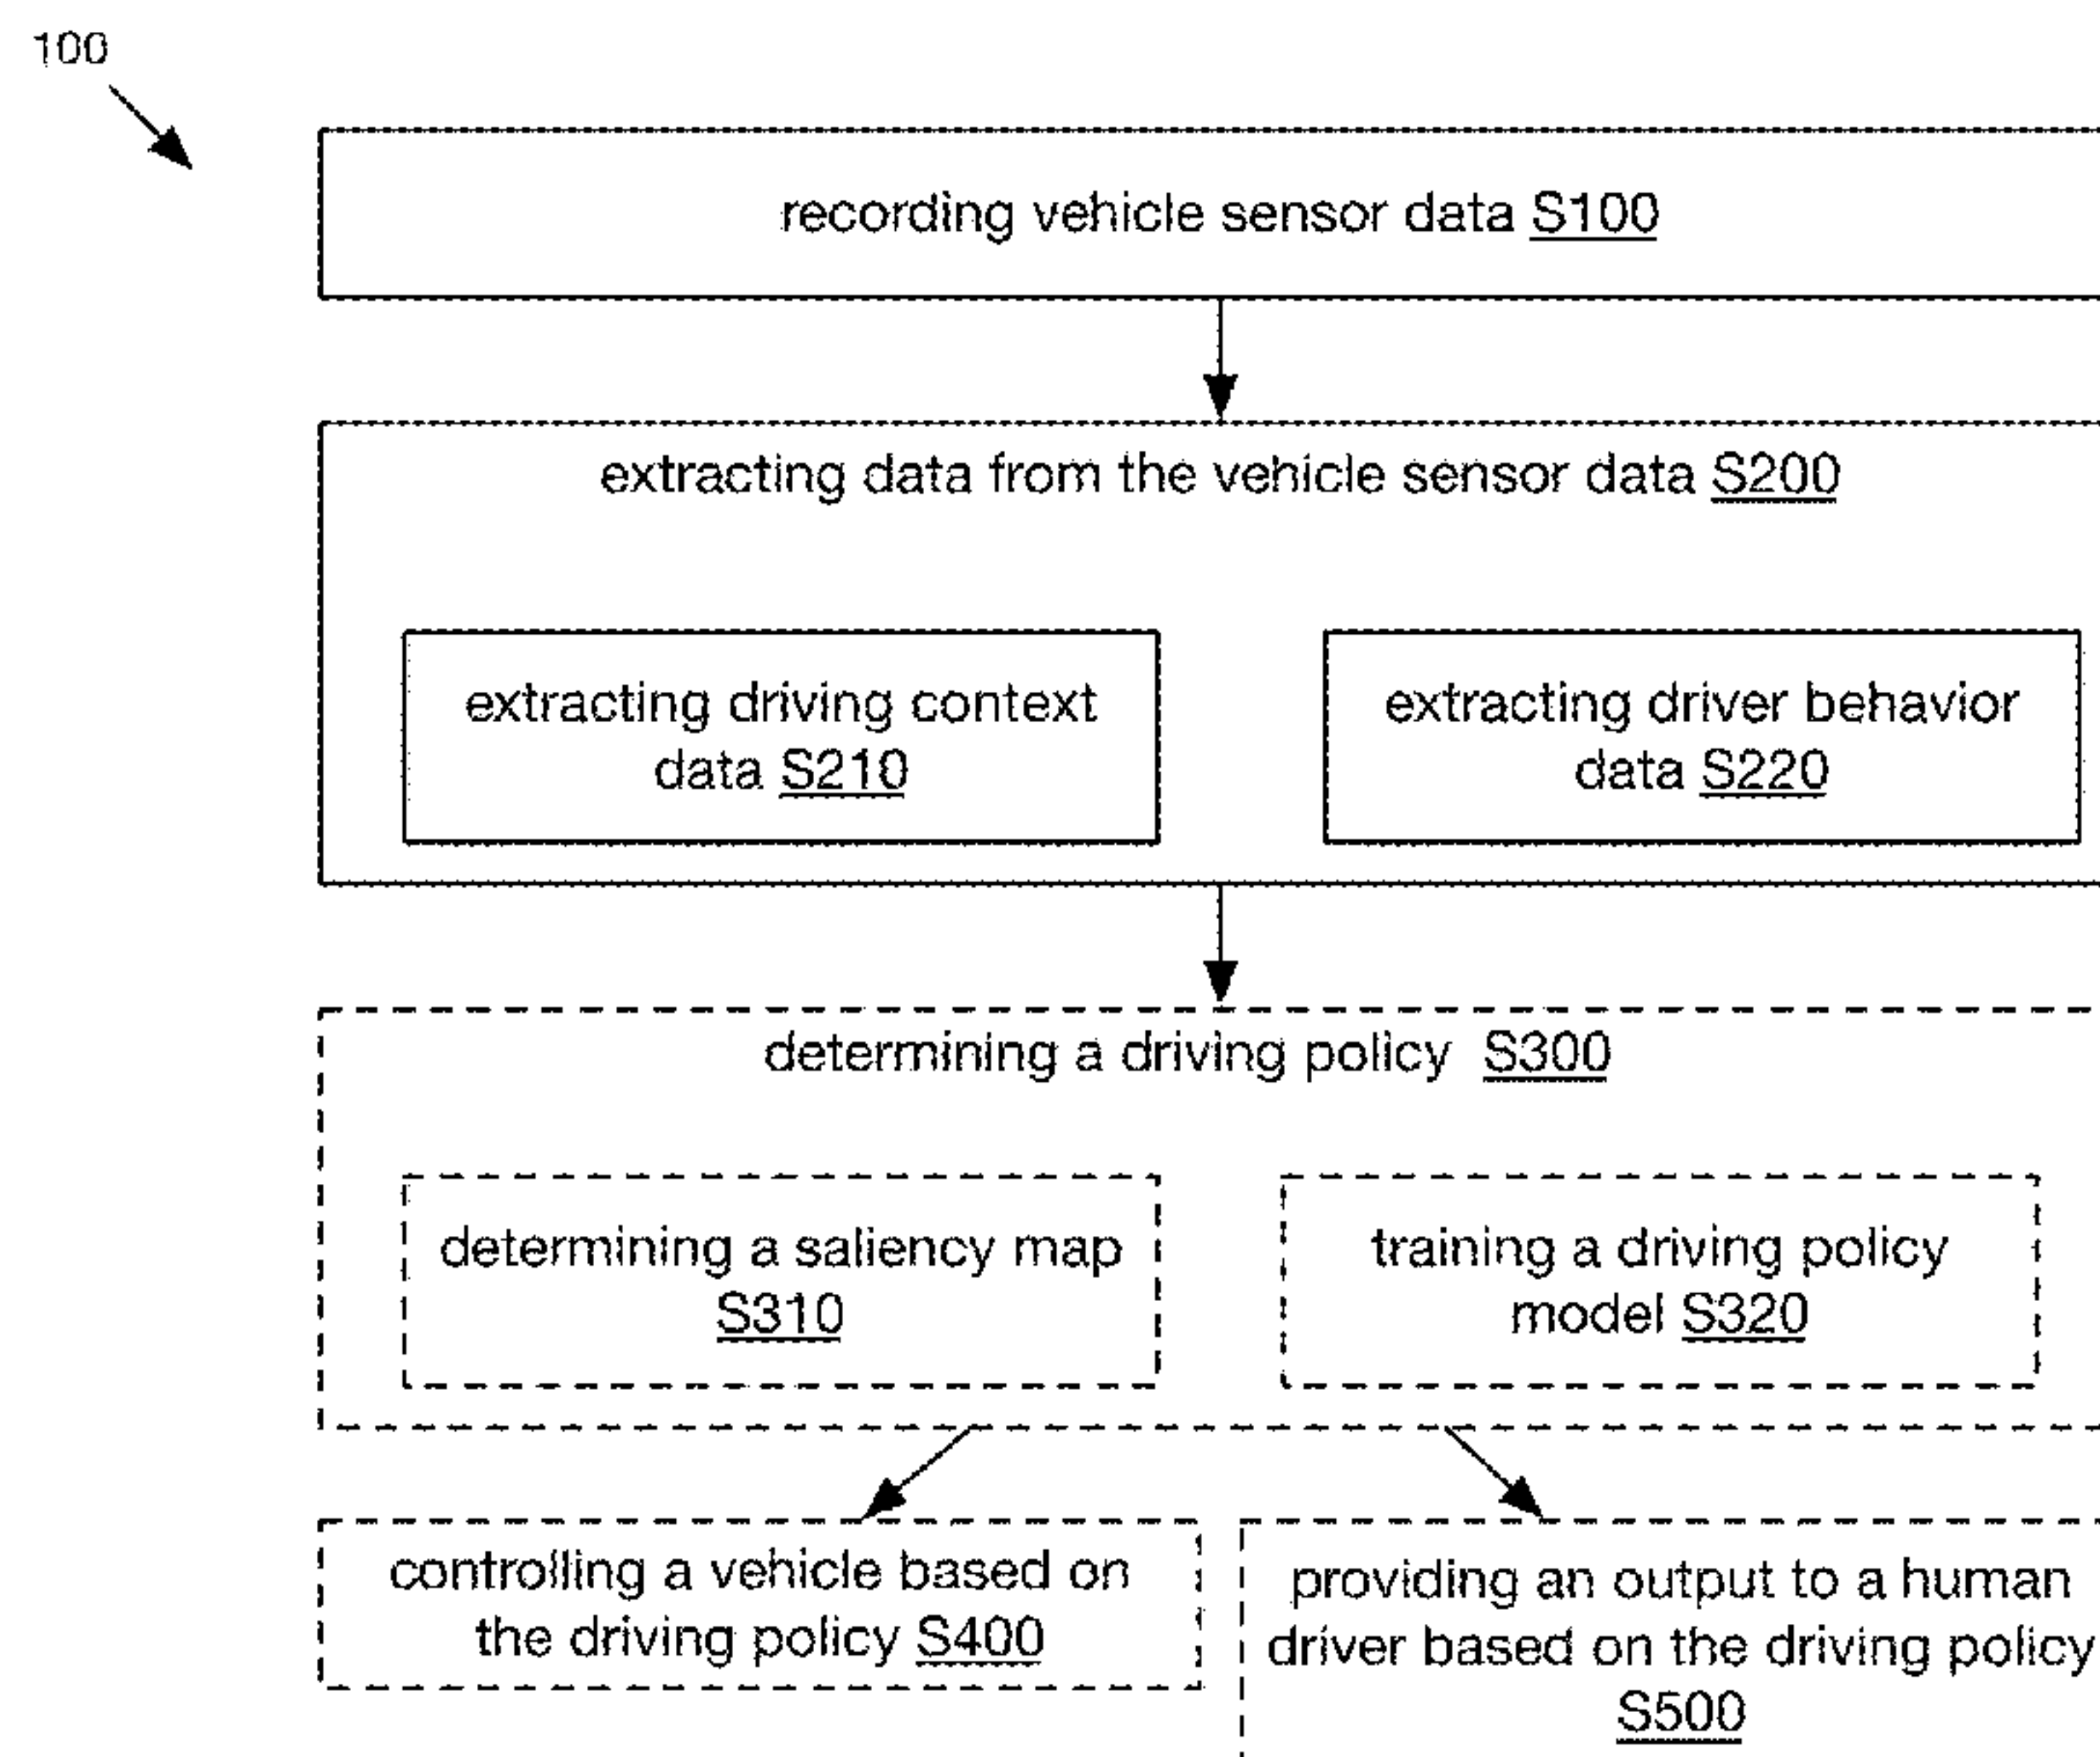 100
recording vehicle sensor data S100
extracting data from the vehicle sensor data S200
extracting driving context
data S210
extracting driver behavior
data S220
determining a driving policy S300
determining a saliency map
S310
training a driving policy
model S320
controlling a vehicle based on
the driving policy S400
providing an output to a human
driver based on the driving policy
S500